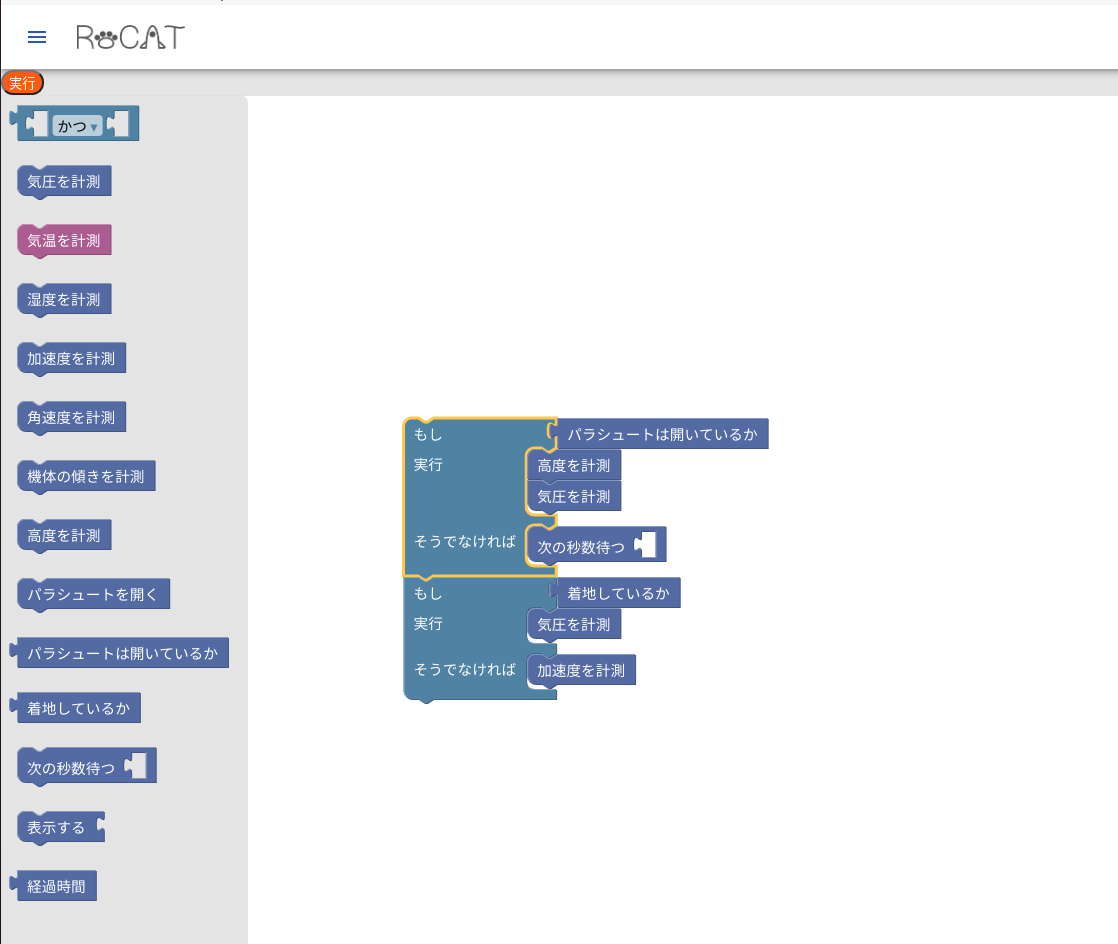 RoCAT
実行
かつ
気圧を計測
気温を計測
湿度を計測
加速度を計測
角速度を計測
機体の傾きを計測
高度を計測
パラシュートを開く
パラシュートは開いているか
着地しているか
次の秒数待つ
表示する
経過時間
もし パラシュートは開いているか
実行 高度を計測
気圧を計測
そうでなければ 次の秒数待つ
もし 着地しているか
実行 気圧を計測
そうでなければ 加速度を計測